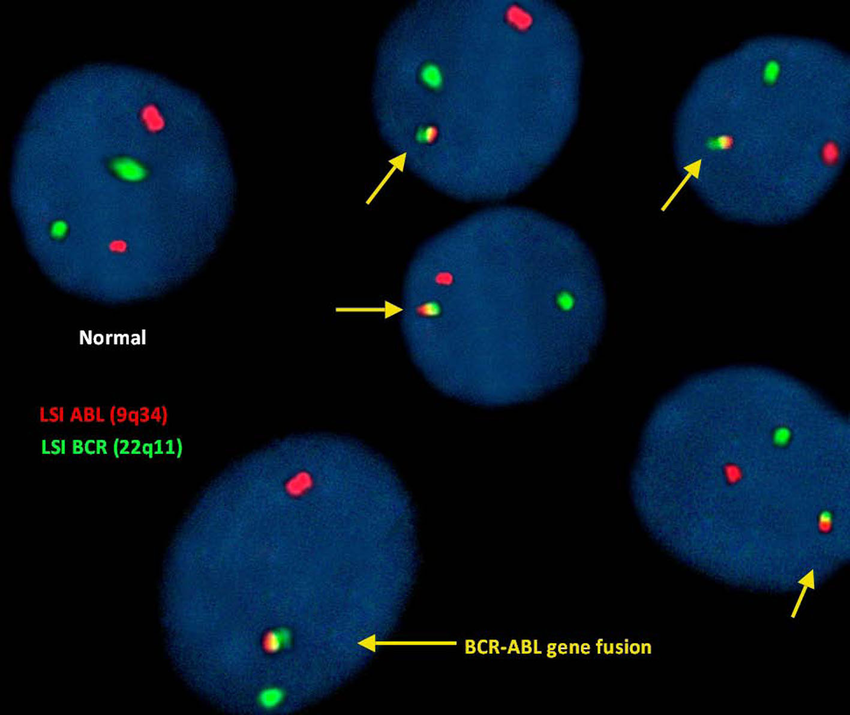 Normal
LSI ABL (9q34)
LSI BCR (22q11)
BCR-ABL gene fusion